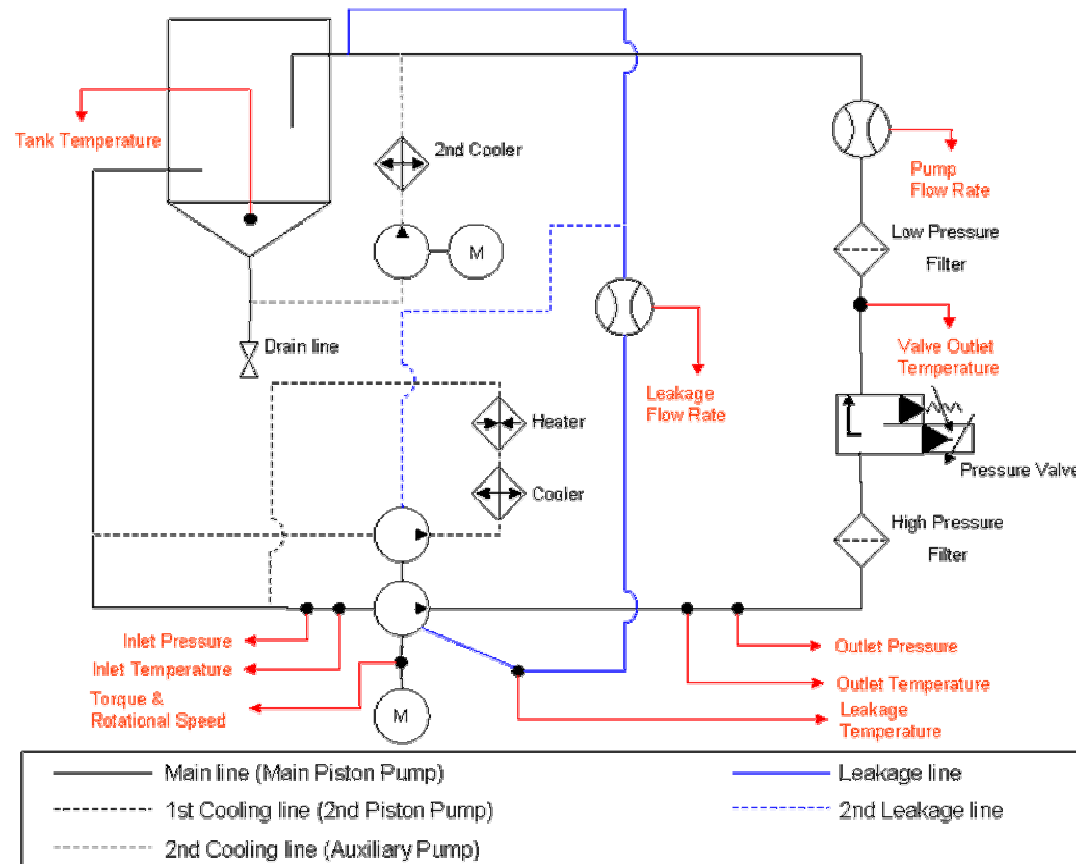 Tank Temperature
2nd Cooler
M
Pump
Flow Rate
Low Pressure
Filter
Drain line
Leakage
Flow Rate
Valve Outlet
Temperature
Heater
Cooler
Pressure Valve
High Pressure
Filter
Inlet Pressure
Inlet Temperature
Torque &
Rotational Speed
M
Outlet Pressure
Outlet Temperature
Leakage
Temperature
Main line (Main Piston Pump)
Leakage line
1st Cooling line (2nd Piston Pump)
2nd Leakage line
2nd Cooling line (Auxiliary Pump)